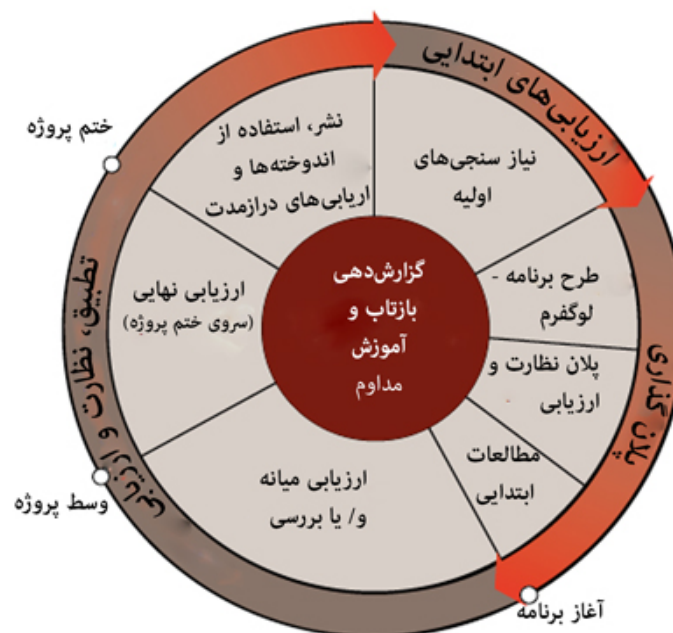 ارزیابی‌های ابتدایی
نیاز سنجی‌های
اولیه
پلان گذاری
طرح برنامه -
لوگفرم
پلان نظارت و
ارزیابی
مطالعات
ابتدایی
آغاز برنامه
تطبیق، نظارت و ارزیابی
ارزیابی میانه
و/ یا بررسی
وسط پروژه
ارزیابی نهایی
(سروی ختم پروژه)
ختم پروژه
نشر، استفاده از
اندوخته‌ها و
اریابی‌های درازمدت
گزارش‌دهی
بازتاب و
آموزش
مداوم